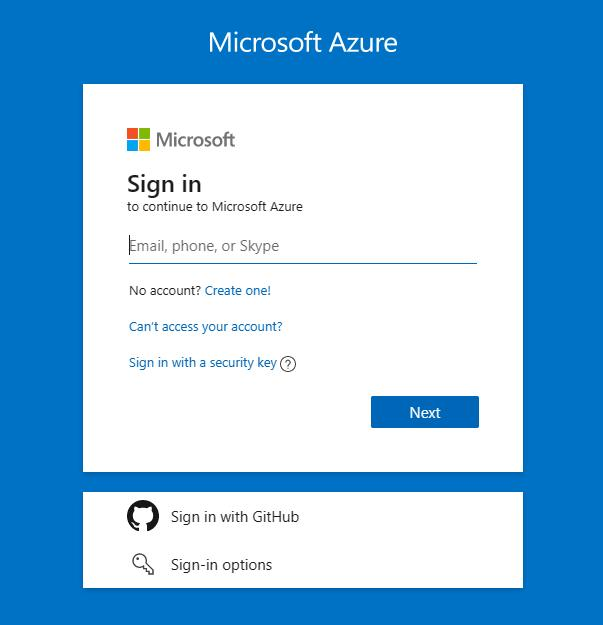 Microsoft Azure
Microsoft
Sign in
to continue to Microsoft Azure
Email, phone, or Skype
No account? Create one!
Can't access your account?
Sign in with a security key ?
Next
Sign in with GitHub
Sign-in options